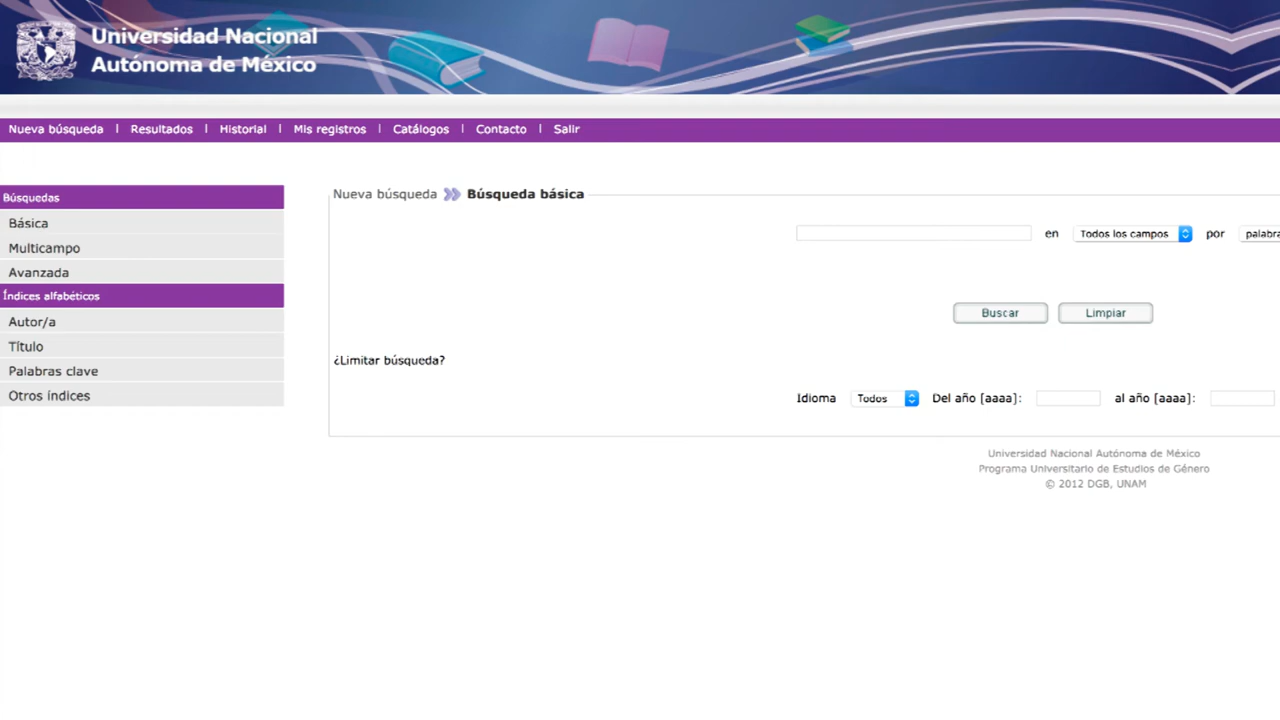 Universidad Nacional
Autónoma de México
Nueva búsqueda | Resultados | Historial | Mis registros | Catálogos | Contacto | Salir
Búsquedas
Básica
Multicampo
Avanzada
Índices alfabéticos
Autor/a
Título
Palabras clave
Otros índices
Nueva búsqueda Búsqueda básica
en Todos los campos por palabra
Buscar Limpiar
¿Limitar búsqueda?
Idioma Todos Del año [aaaa]: al año [aaaa]:
Universidad Nacional Autónoma de México
Programa Universitario de Estudios de Género
© 2012 DGB, UNAM